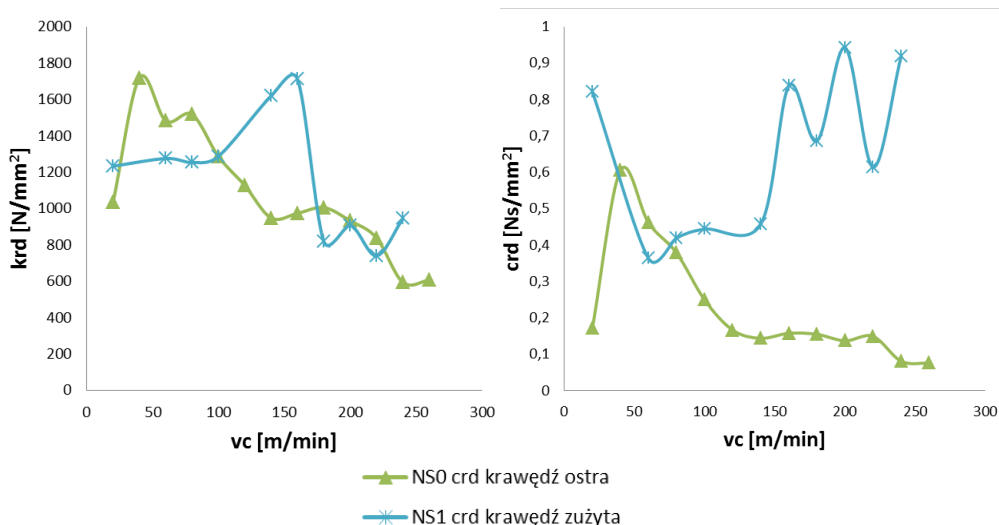 2000
1800
1600
1400
1200
1000
800
600
400
200
0
krd [N/mm²]
0 50 100 150 200 250 300
vc [m/min]
1
0,9
0,8
0,7
0,6
0,5
0,4
0,3
0,2
0,1
0
crd [Ns/mm²]
0 50 100 150 200 250 300
vc [m/min]
NS0 crd krawędź ostra
NS1 crd krawędź zużyta